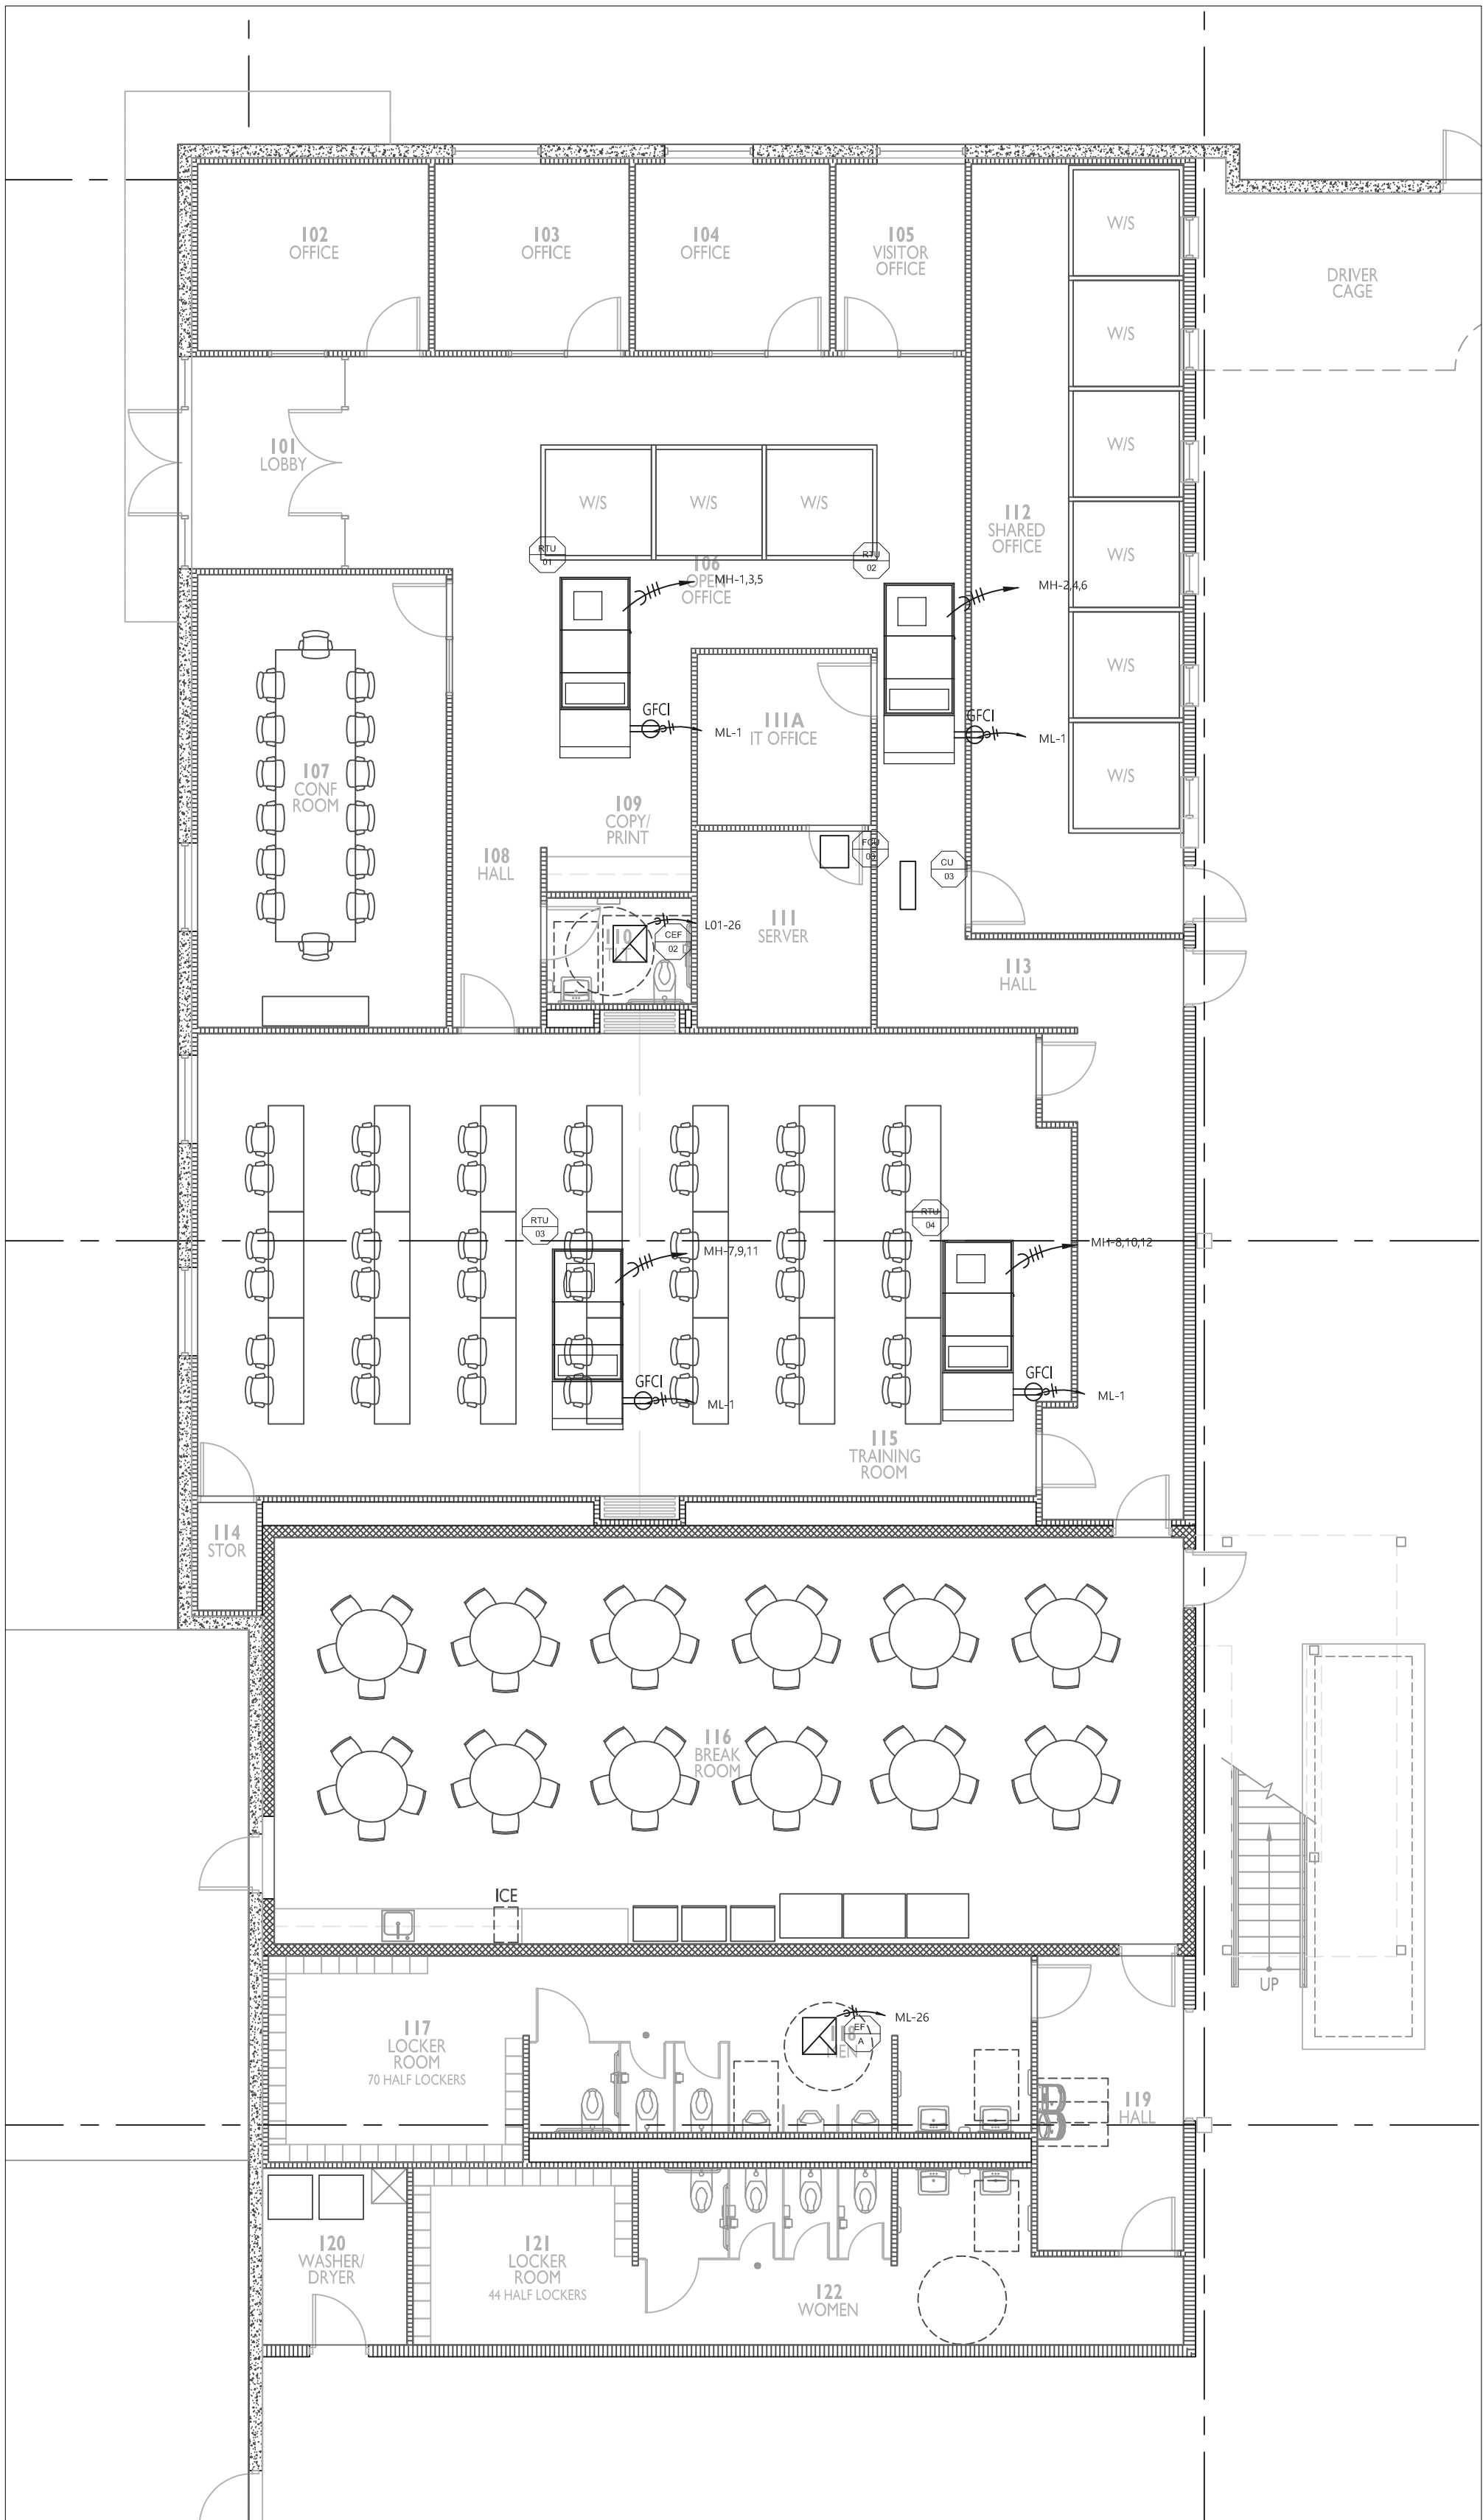 102
OFFICE
103
OFFICE
104
OFFICE
105
VISITOR
OFFICE
W/S
DRIVER
CAGE
W/S
101
LOBBY
W/S
W/S
W/S
W/S
112
SHARED
OFFICE
W/S
RTU
01
RTU
02
106
OPEN
OFFICE
MH-1,3,5
MH-2,4,6
W/S
GFCI
ML-1
111A
IT OFFICE
GFCI
ML-1
W/S
107
CONF
ROOM
109
COPY/
PRINT
108
HALL
FCU
CU
03
L01-26
CEF
02
110
111
SERVER
113
HALL
RTU
03
RTU
04
MH-7,9,11
MH-8,10,12
GFCI
ML-1
GFCI
ML-1
115
TRAINING
ROOM
114
STOR
116
BREAK
ROOM
ICE
UP
117
LOCKER
ROOM
70 HALF LOCKERS
ML-26
EF
A
118
MEN
119
HALL
120
WASHER/
DRYER
121
LOCKER
ROOM
44 HALF LOCKERS
122
WOMEN